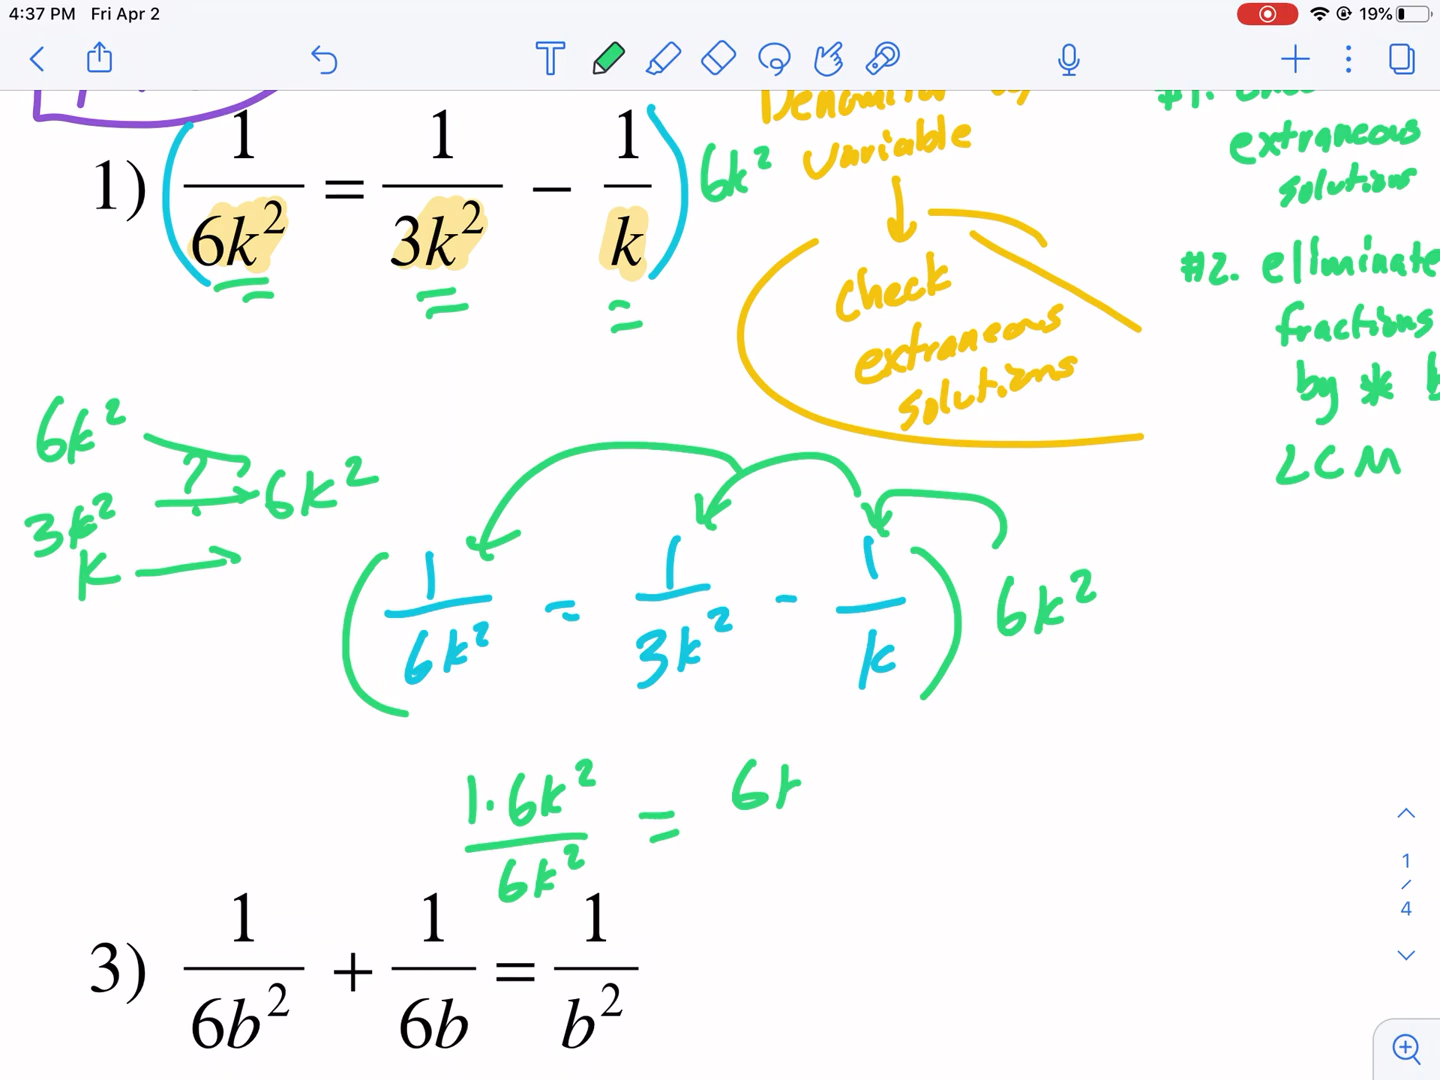 4:37 PM Fri Apr 2
19%
1) ( 1/6k² = 1/3k² − 1/k ) 6k²
variable
Check
extraneous
solutions
extraneous
solutions
#2. eliminate
fractions
by *
LCM
6k²
3k²
k
?
6k²
( 1/6k² = 1/3k² - 1/k ) 6k²
1·6k²/6k² = 6
3) 1/6b² + 1/6b = 1/b²
1
/
4